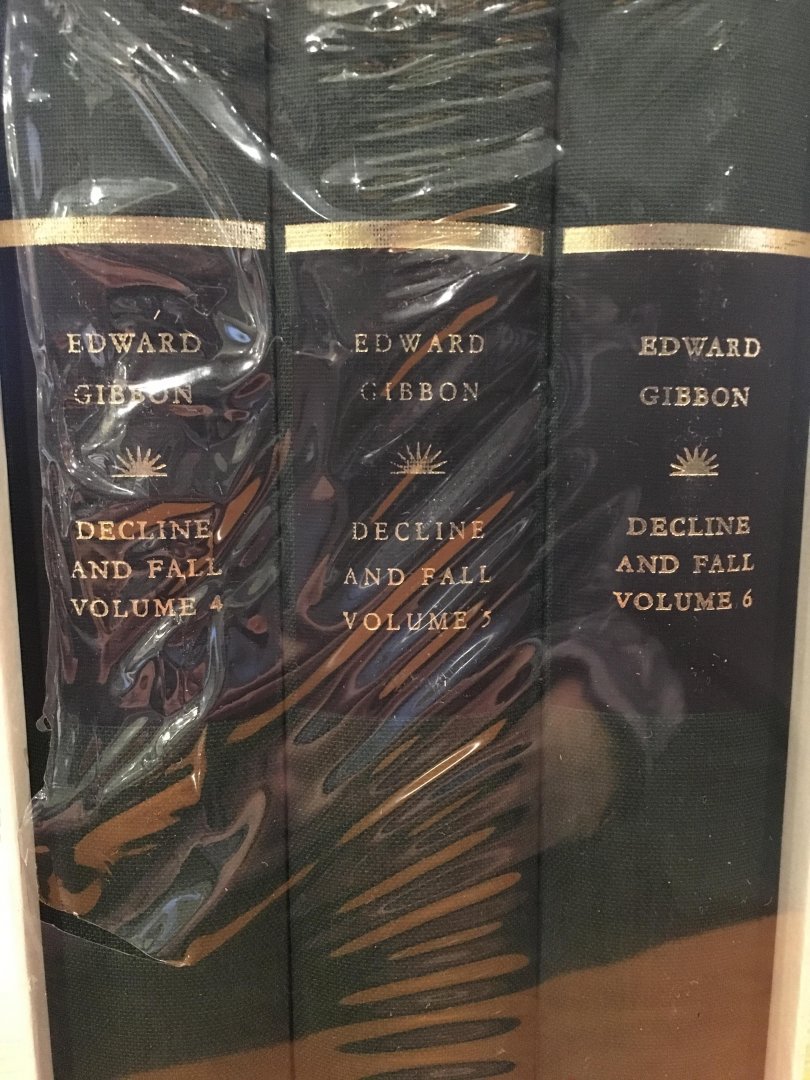 EDWARD
GIBBON
DECLINE
AND FALL
VOLUME 4
EDWARD
GIBBON
DECLINE
AND FALL
VOLUME 5
EDWARD
GIBBON
DECLINE
AND FALL
VOLUME 6